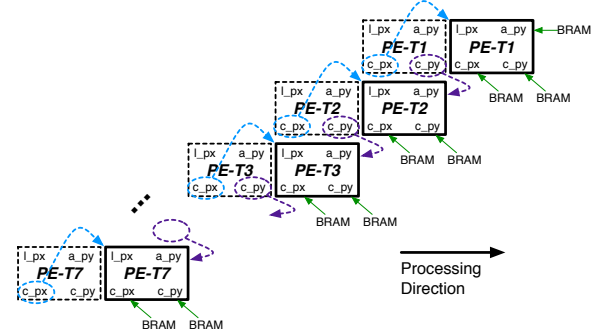 l_px a_py l_px a_py
PE-T1 PE-T1 BRAM
c_px c_py c_px c_py
l_px a_py l_px a_py BRAM BRAM
PE-T2 PE-T2
c_px c_py c_px c_py
l_px a_py l_px a_py BRAM BRAM
PE-T3 PE-T3
c_px c_py c_px c_py
BRAM BRAM
l_px a_py l_px a_py
PE-T7 PE-T7
c_px c_py c_px c_py
BRAM BRAM
Processing
Direction